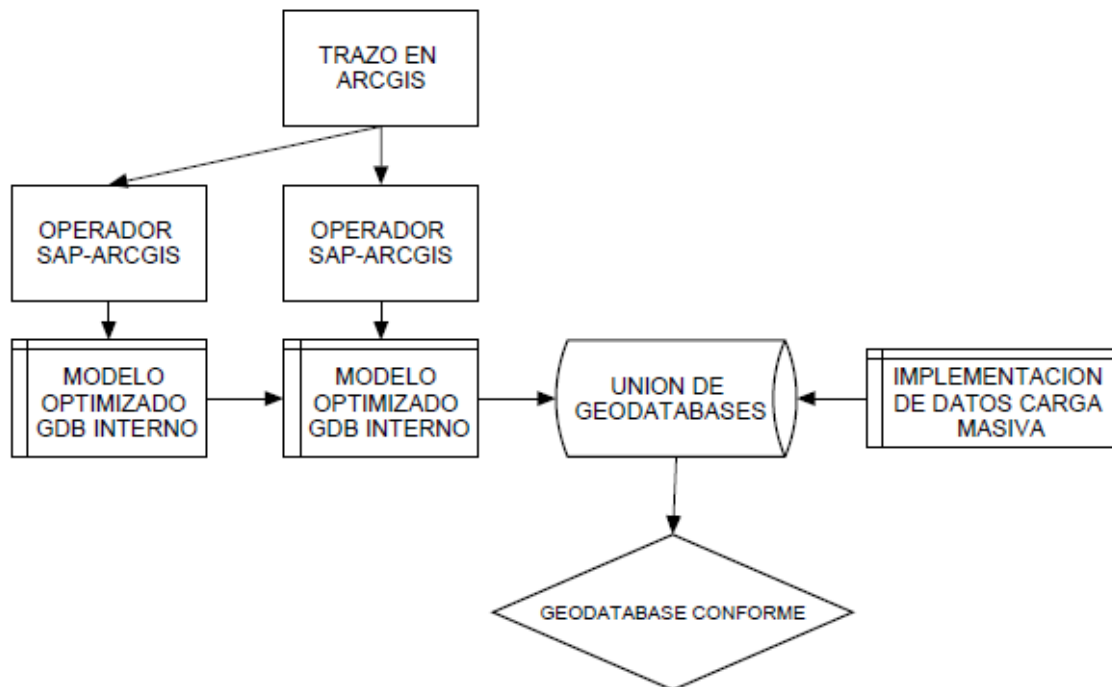 TRAZO EN
ARCGIS
OPERADOR
SAP-ARCGIS
OPERADOR
SAP-ARCGIS
MODELO
OPTIMIZADO
GDB INTERNO
MODELO
OPTIMIZADO
GDB INTERNO
UNION DE
GEODATABASES
IMPLEMENTACION
DE DATOS CARGA
MASIVA
GEODATABASE CONFORME